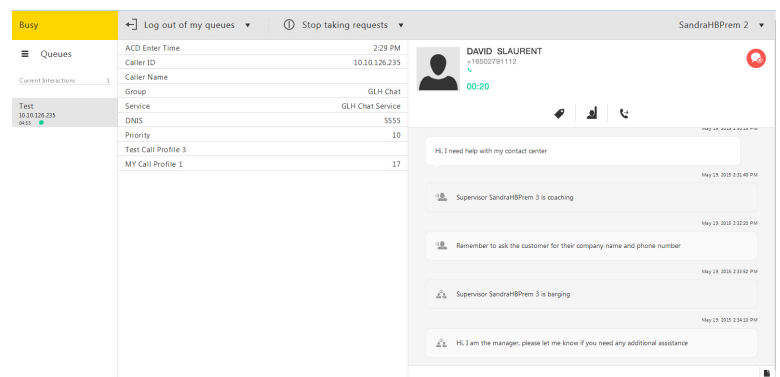 Busy
Log out of my queues
Stop taking requests
SandraHBPrem 2
Queues
Current Interactions 1
Test
10.10.126.235
04:53
ACD Enter Time 2:29 PM
Caller ID 10.10.126.235
Caller Name
Group GLH Chat
Service GLH Chat Service
DNIS 5555
Priority 10
Test Call Profile 3
MY Call Profile 1 17
DAVID SLAURENT
+16502791112
00:20
Hi, I need help with my contact center
May 19, 2015 2:31:40 PM
Supervisor SandraHBPrem 3 is coaching
May 19, 2015 2:32:20 PM
Remember to ask the customer for their company name and phone number
May 19, 2015 2:33:52 PM
Supervisor SandraHBPrem 3 is barging
May 19, 2015 2:34:10 PM
Hi, I am the manager, please let me know if you need any additional assistance